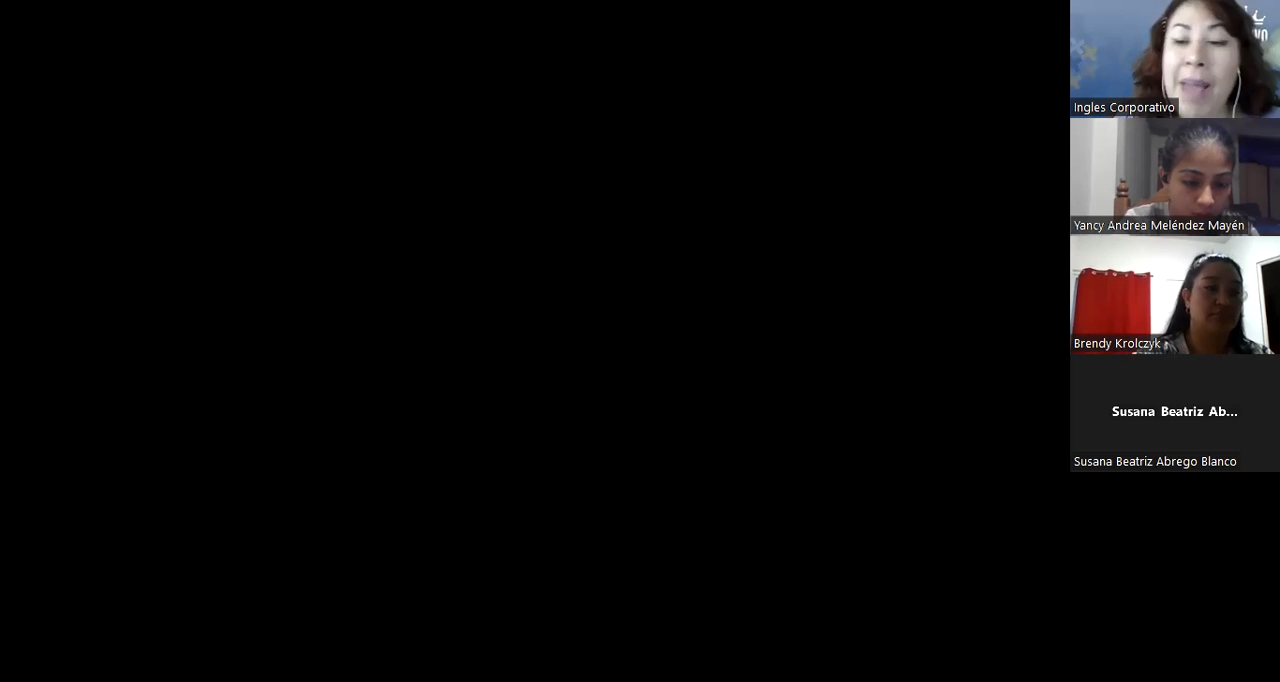 Ingles Corporativo
Yancy Andrea Meléndez Mayén
Brendy Krolczyk
Susana Beatriz Ab...
Susana Beatriz Abrego Blanco